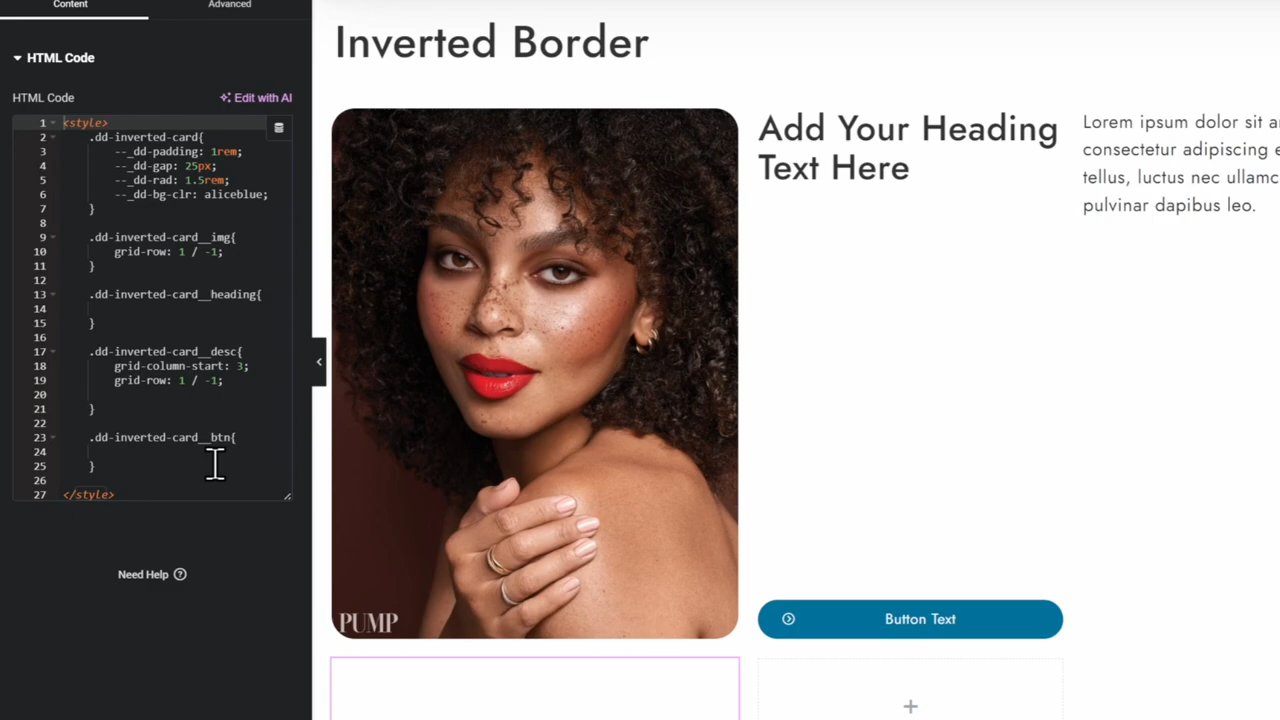 Content Advanced
HTML Code
HTML Code Edit with AI
1 <style>
2 .dd-inverted-card{
3 --_dd-padding: 1rem;
4 --_dd-gap: 25px;
5 --_dd-rad: 1.5rem;
6 --_dd-bg-clr: aliceblue;
7 }
8
9 .dd-inverted-card__img{
10 grid-row: 1 / -1;
11 }
12
13 .dd-inverted-card__heading{
14
15 }
16
17 .dd-inverted-card__desc{
18 grid-column-start: 3;
19 grid-row: 1 / -1;
20
21 }
22
23 .dd-inverted-card__btn{
24
25 }
26
27 </style>
Need Help
Inverted Border
PUMP
Add Your Heading
Text Here
Button Text
Lorem ipsum dolor sit
consectetur adipiscing
tellus, luctus nec
pulvinar dapibus leo.